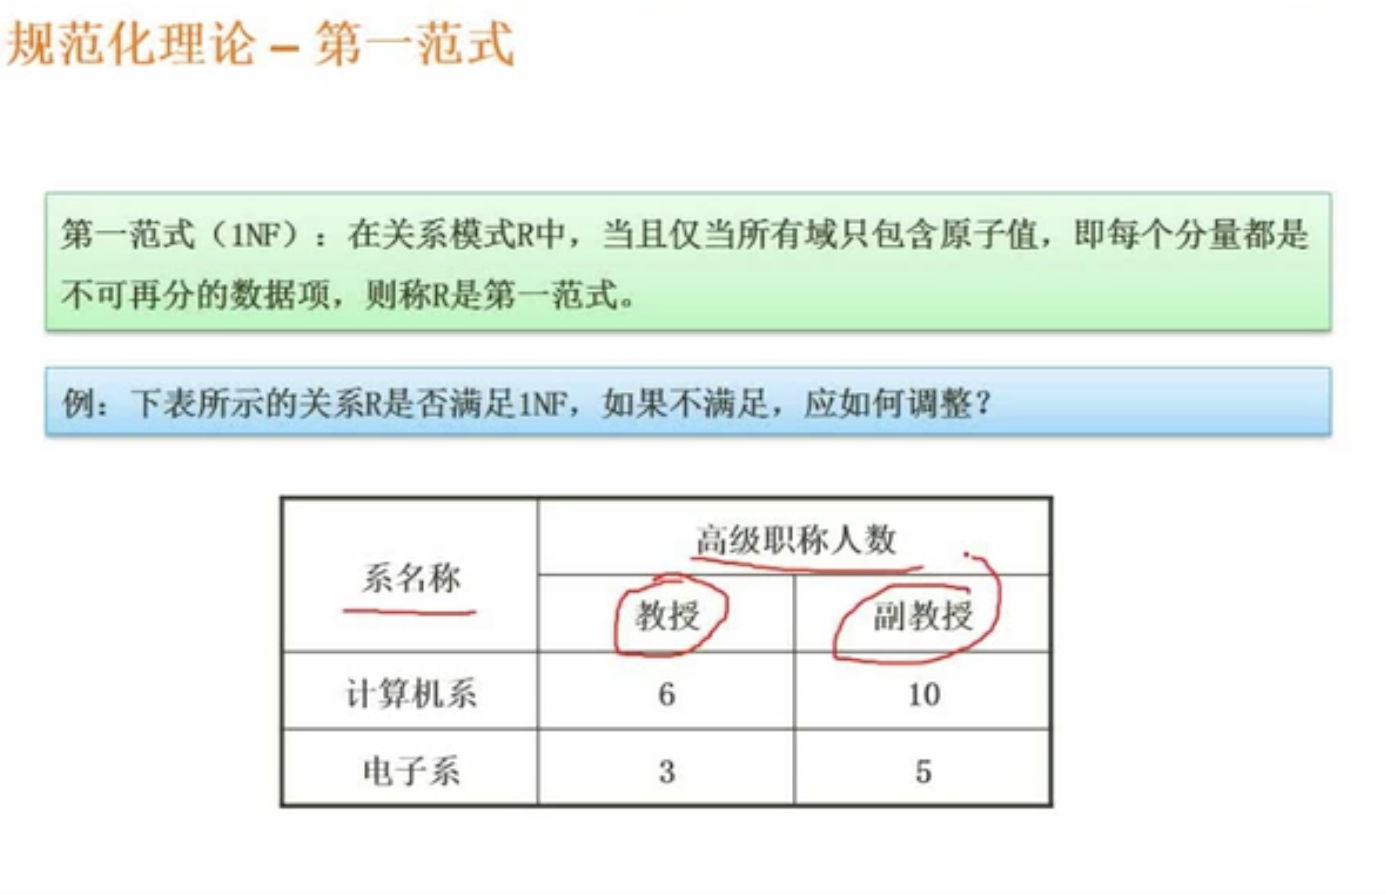 规范化理论 – 第一范式
第一范式（1NF）：在关系模式R中，当且仅当所有域只包含原子值，即每个分量都是
不可再分的数据项，则称R是第一范式。
例：下表所示的关系R是否满足1NF，如果不满足，应如何调整？
系名称 高级职称人数
教授 副教授
计算机系 6 10
电子系 3 5